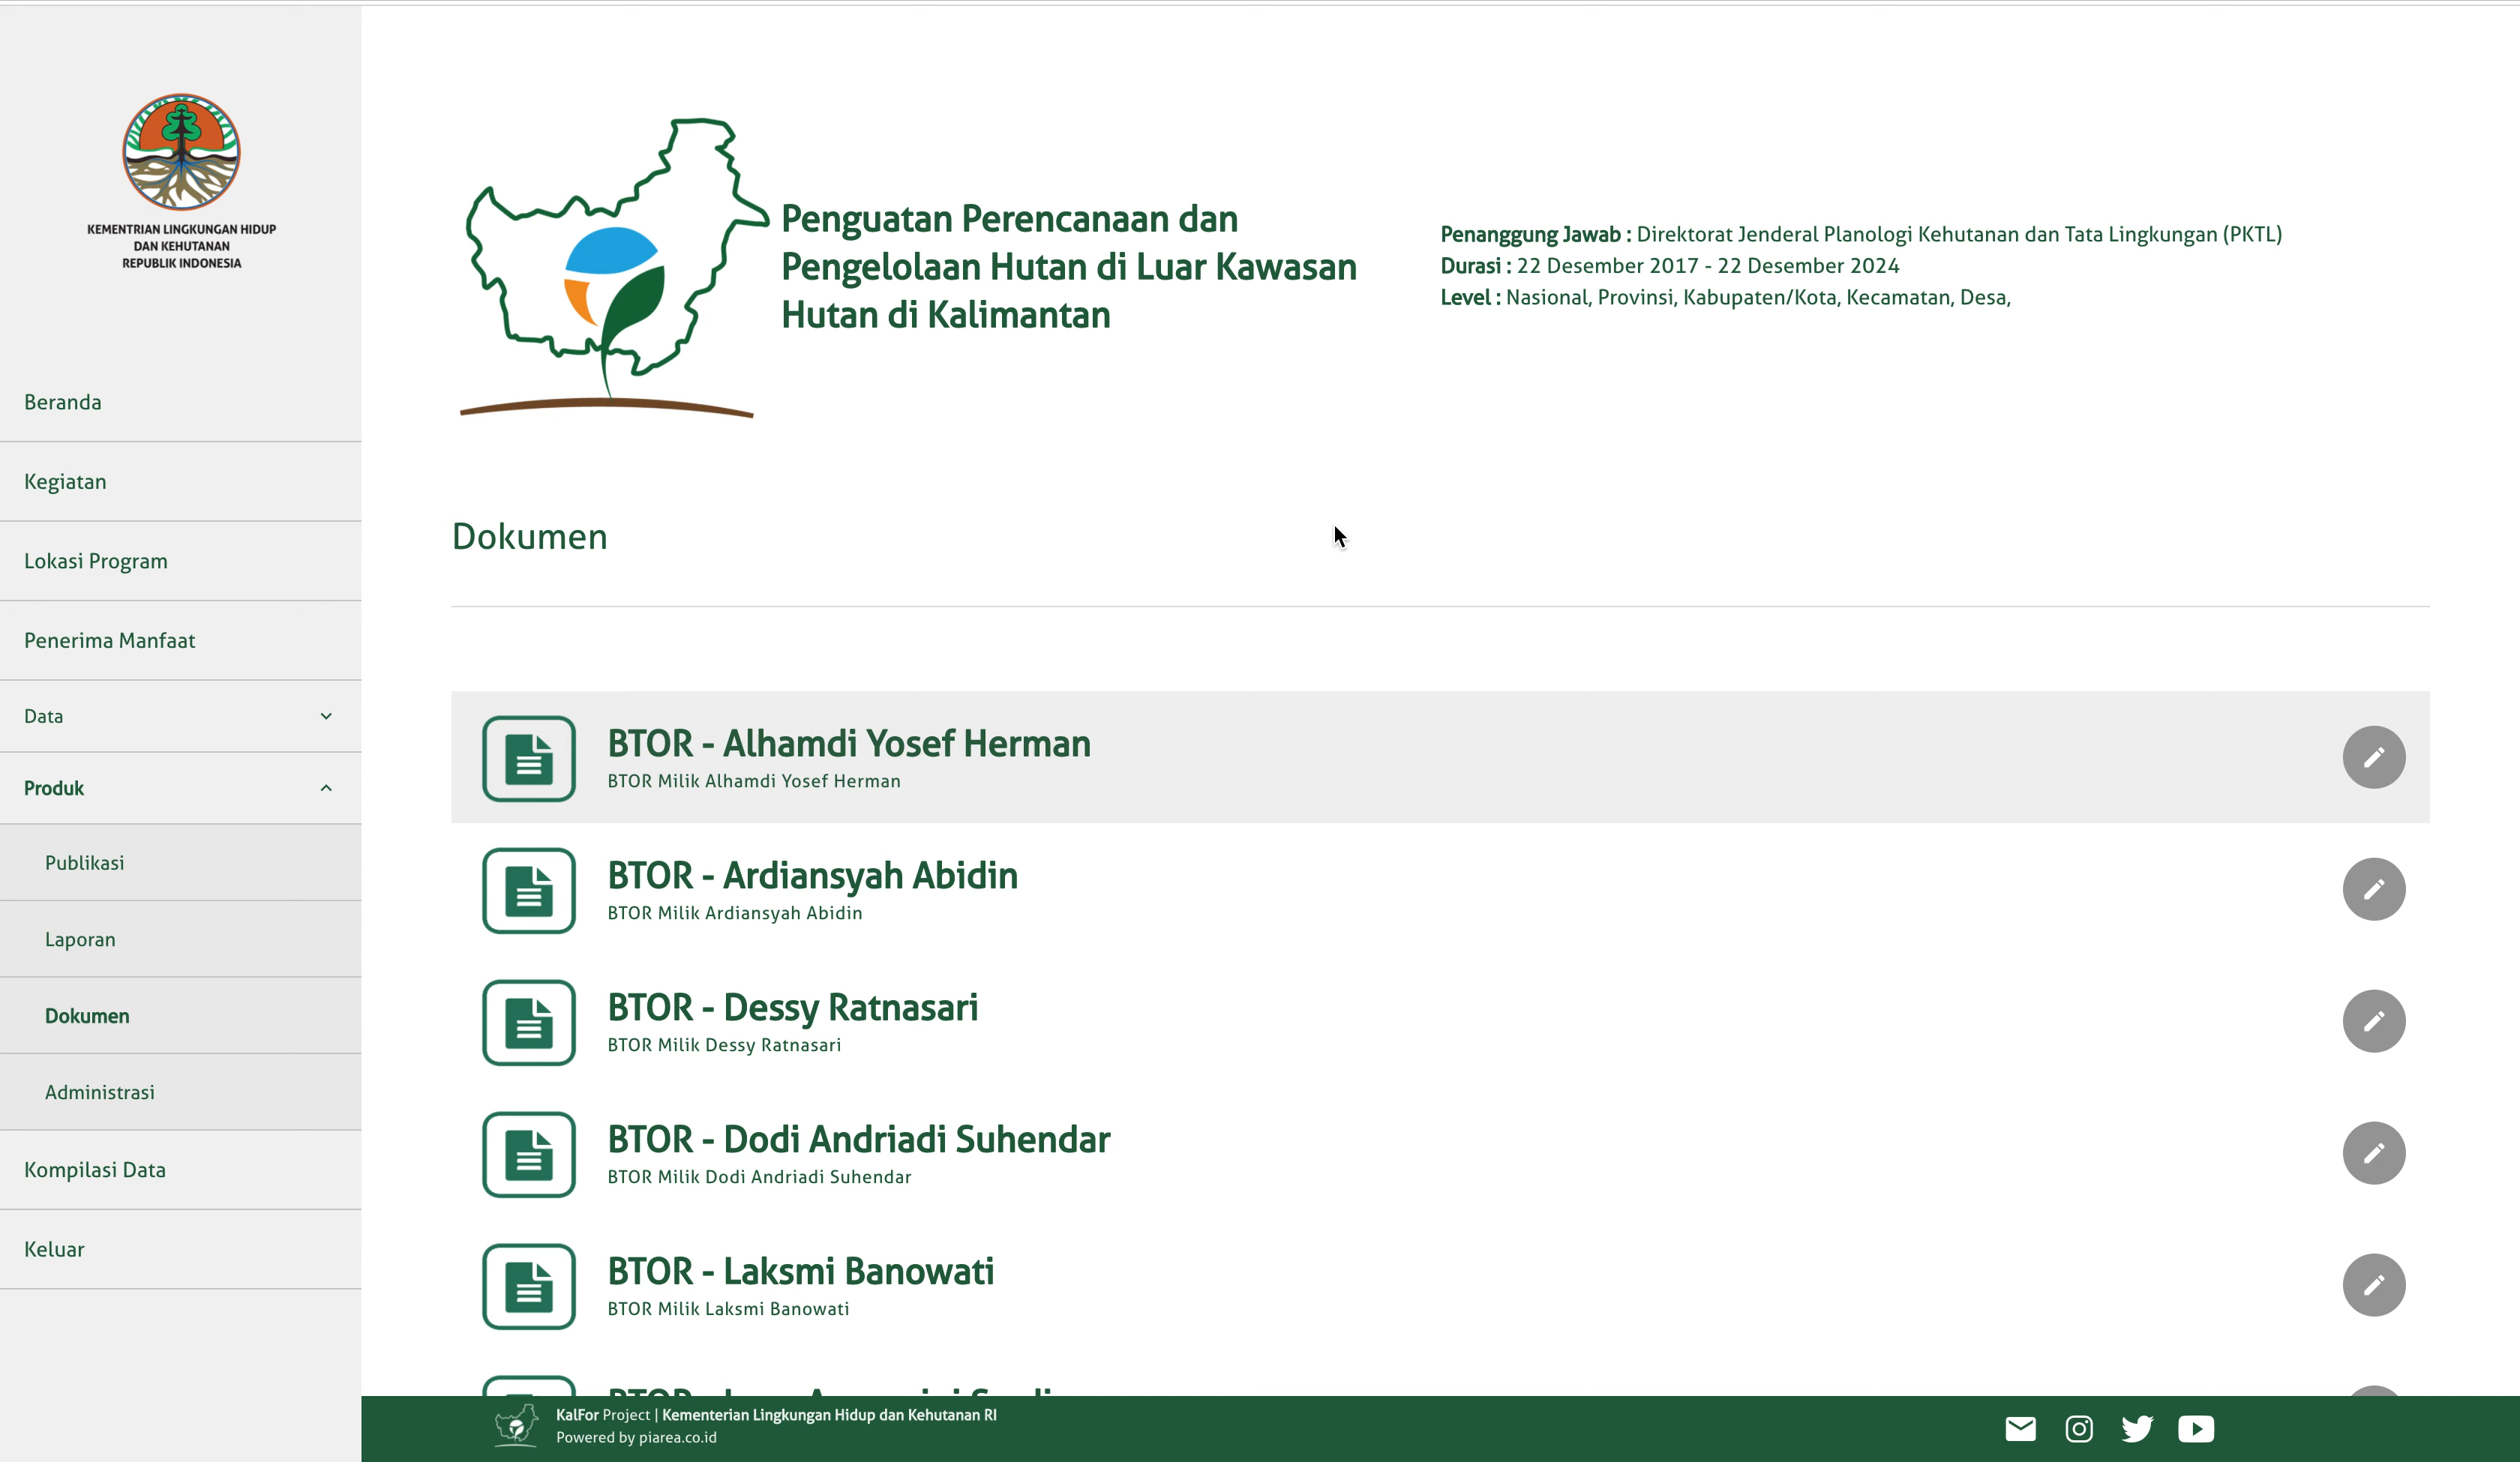 KEMENTRIAN LINGKUNGAN HIDUP
DAN KEHUTANAN
REPUBLIK INDONESIA
Beranda
Kegiatan
Lokasi Program
Penerima Manfaat
Data
Produk
Publikasi
Laporan
Dokumen
Administrasi
Kompilasi Data
Keluar
Penguatan Perencanaan dan
Pengelolaan Hutan di Luar Kawasan
Hutan di Kalimantan
Penanggung Jawab : Direktorat Jenderal Planologi Kehutanan dan Tata Lingkungan (PKTL)
Durasi : 22 Desember 2017 - 22 Desember 2024
Level : Nasional, Provinsi, Kabupaten/Kota, Kecamatan, Desa,
Dokumen
BTOR - Alhamdi Yosef Herman
BTOR Milik Alhamdi Yosef Herman
BTOR - Ardiansyah Abidin
BTOR Milik Ardiansyah Abidin
BTOR - Dessy Ratnasari
BTOR Milik Dessy Ratnasari
BTOR - Dodi Andriadi Suhendar
BTOR Milik Dodi Andriadi Suhendar
BTOR - Laksmi Banowati
BTOR Milik Laksmi Banowati
BTOR -
KalFor Project | Kementerian Lingkungan Hidup dan Kehutanan RI
Powered by piarea.co.id